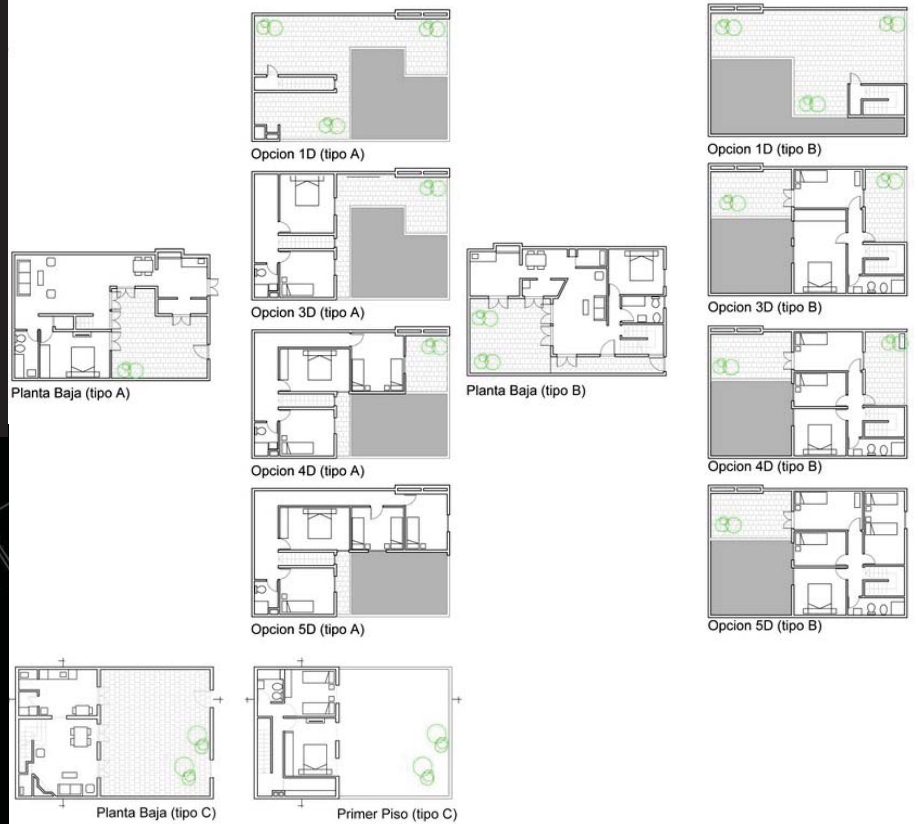 Opcion 1D (tipo A)
Opcion 1D (tipo B)
Opcion 3D (tipo A)
Opcion 3D (tipo B)
Planta Baja (tipo A)
Planta Baja (tipo B)
Opcion 4D (tipo A)
Opcion 4D (tipo B)
Opcion 5D (tipo A)
Opcion 5D (tipo B)
Planta Baja (tipo C)
Primer Piso (tipo C)